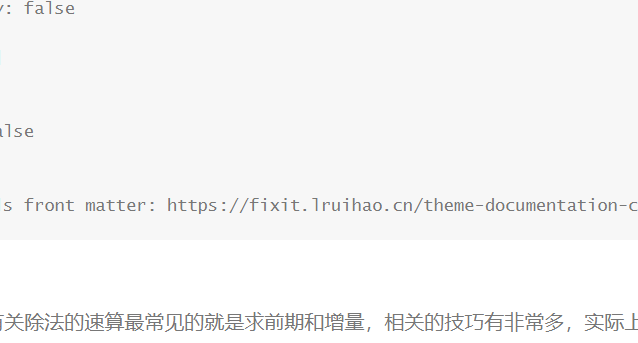 : false
alse
s front matter: https://fixit.lruihao.cn/theme-documentation-c
有关除法的速算最常见的就是求前期和增量，相关的技巧有非常多，实际上